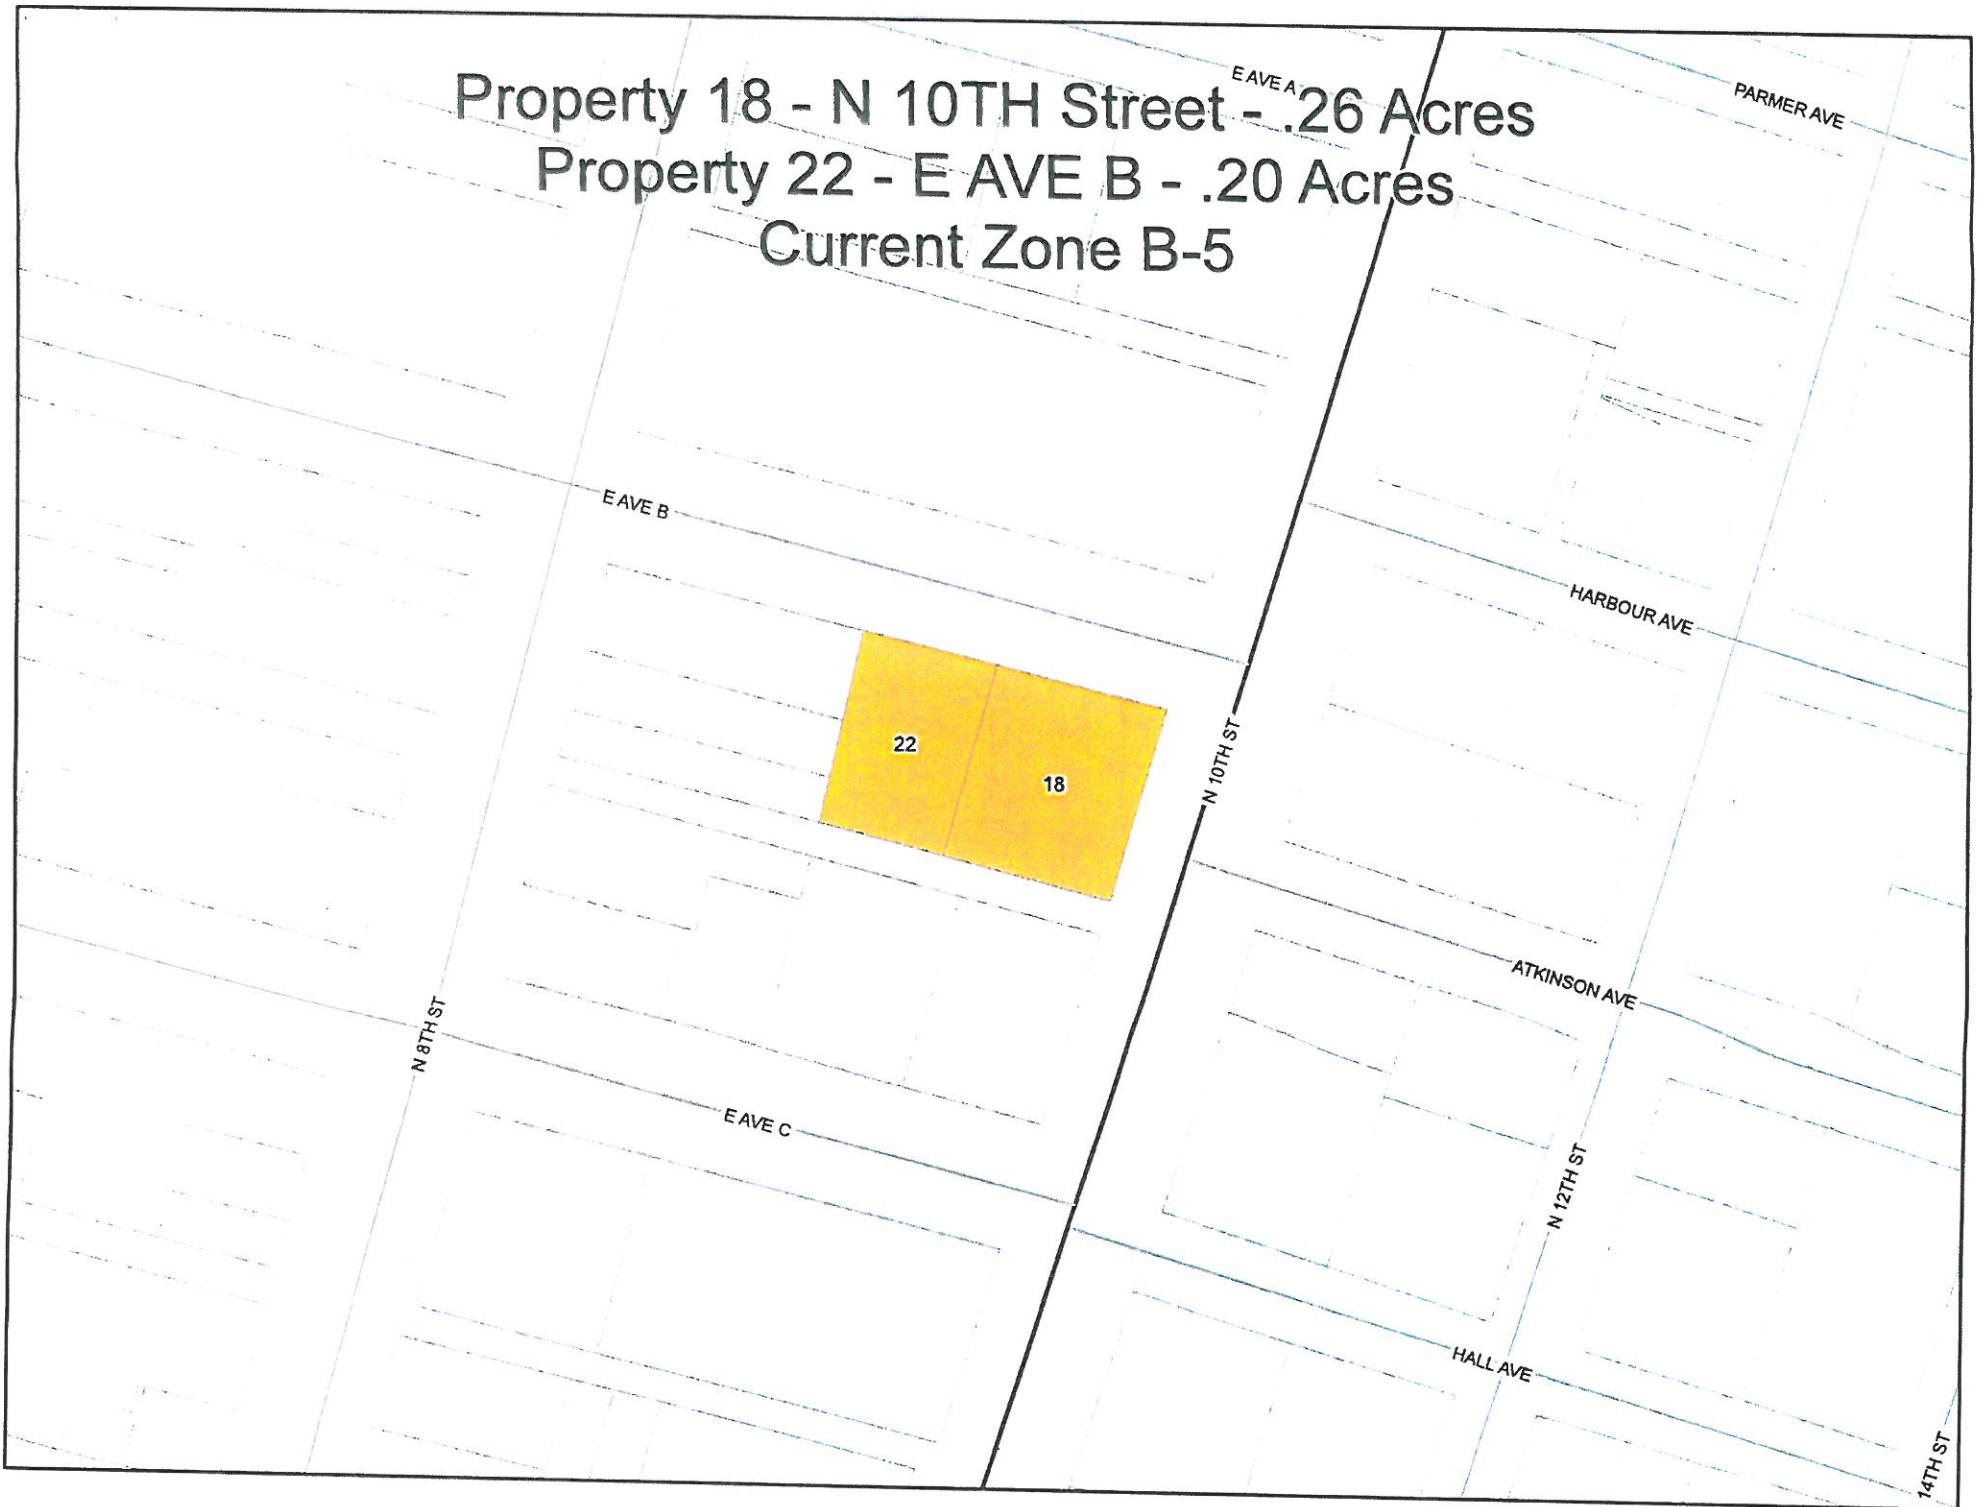 Property 18 - N 10TH Street - .26 Acres
Property 22 - E AVE B - .20 Acres
Current Zone B-5
E AVE A
PARMER AVE
E AVE B
HARBOUR AVE
22
18
N 10TH ST
ATKINSON AVE
N 8TH ST
E AVE C
N 12TH ST
HALL AVE
14TH ST